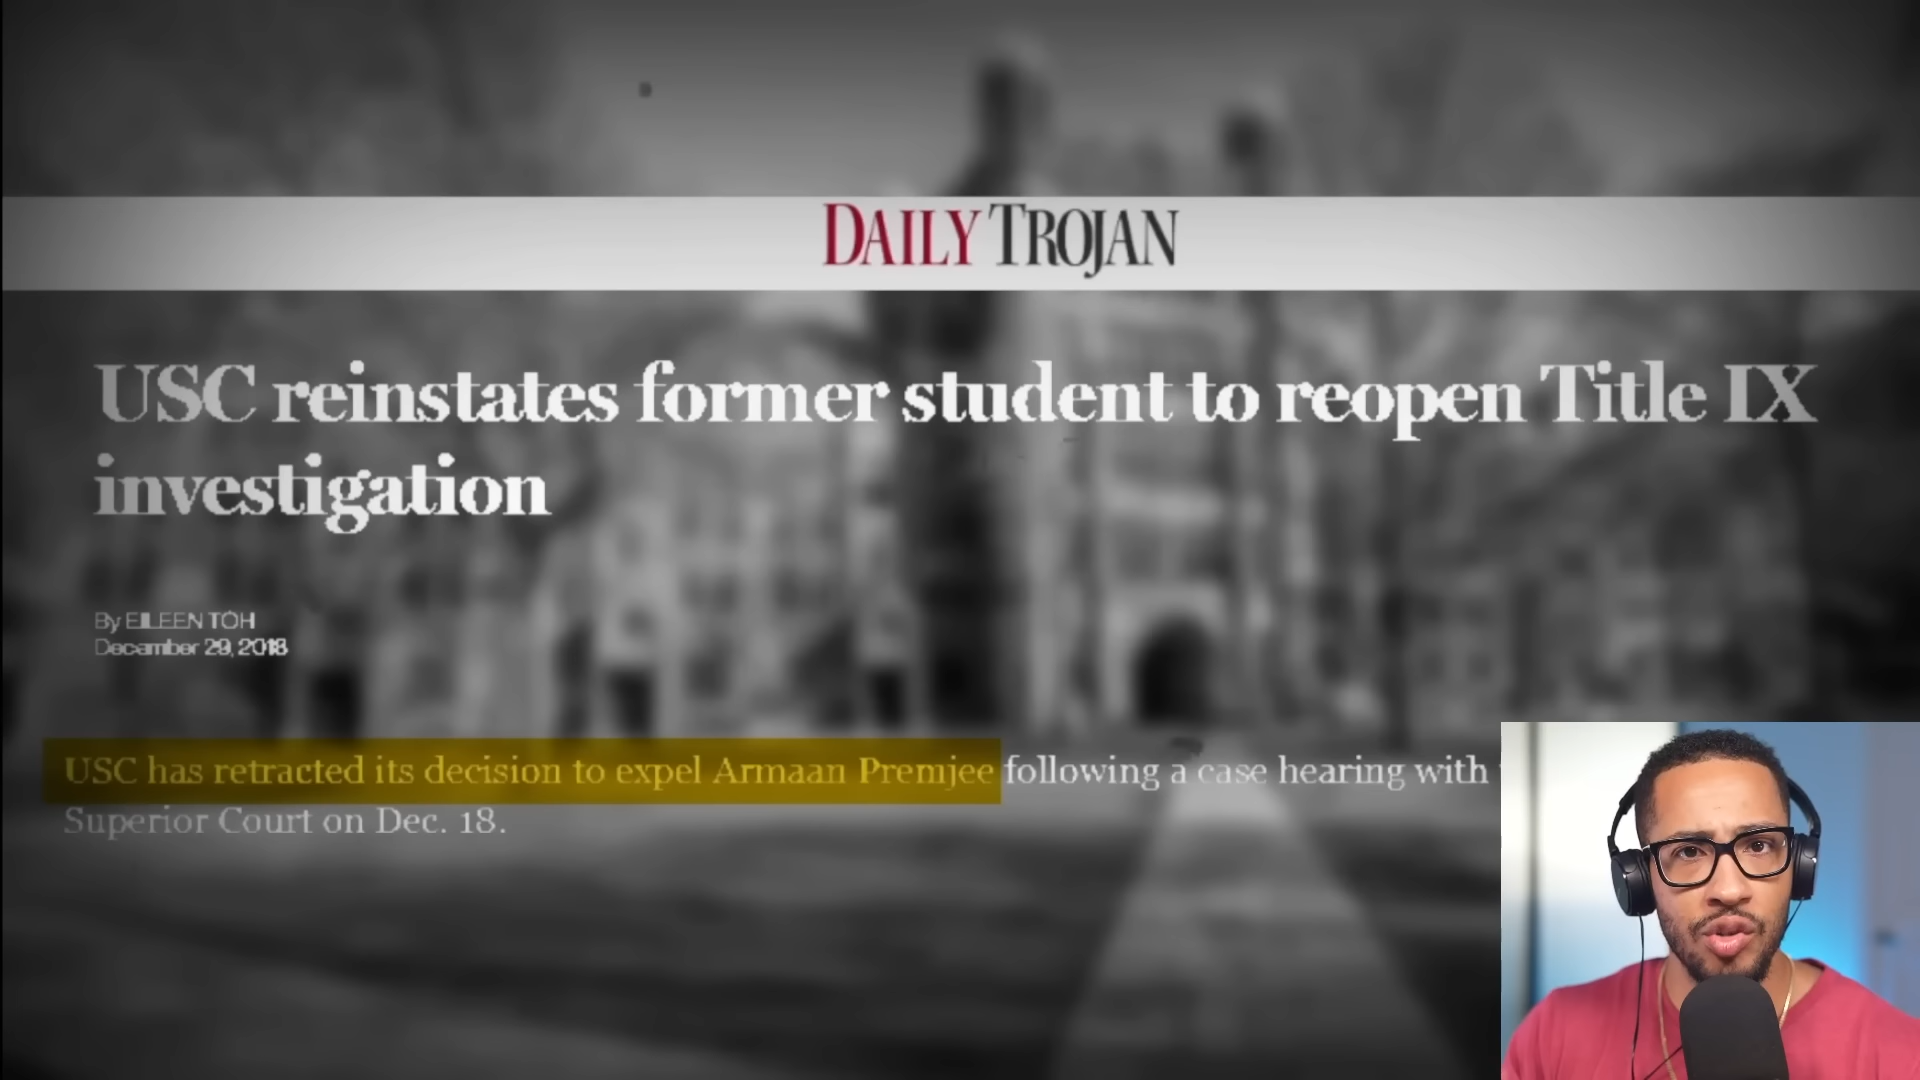 DAILY TROJAN
USC reinstates former student to reopen Title IX
investigation
By EILEEN TOH
December 29, 2018
USC has retracted its decision to expel Armaan Premjee following a case hearing with
Superior Court on Dec. 18.